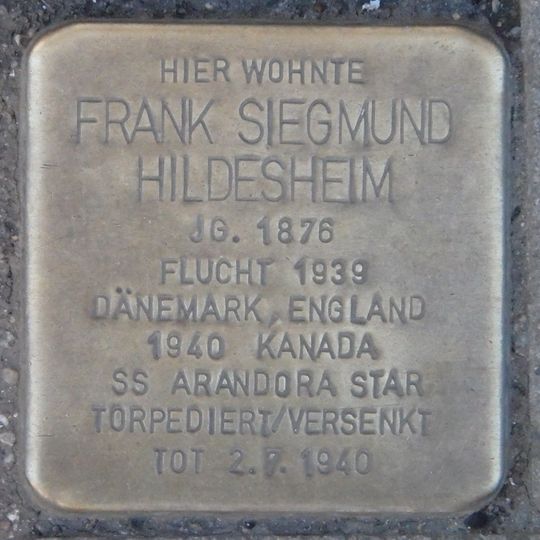 HIER WOHNTE
FRANK SIEGMUND
HILDESHEIM
JG. 1876
FLUCHT 1939
DÄNEMARK, ENGLAND
1940 KANADA
SS ARANDORA STAR
TORPEDIERT/VERSENKT
TOT 2.7.1940